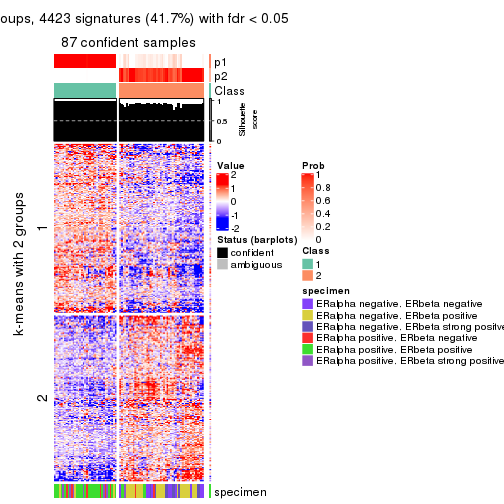 oups, 4423 signatures (41.7%) with fdr < 0.05
87 confident samples
p1
p2
Class
1
0.5
0
Silhouette
score
k-means with 2 groups
1
2
Value
2
1
0
-1
-2
Status (barplots)
confident
ambiguous
Prob
1
0.8
0.6
0.4
0.2
0
Class
1
2
specimen
ERalpha negative. ERbeta negative
ERalpha negative. ERbeta positive
ERalpha negative. ERbeta strong positive
ERalpha positive. ERbeta negative
ERalpha positive. ERbeta positive
ERalpha positive. ERbeta strong positive
specimen